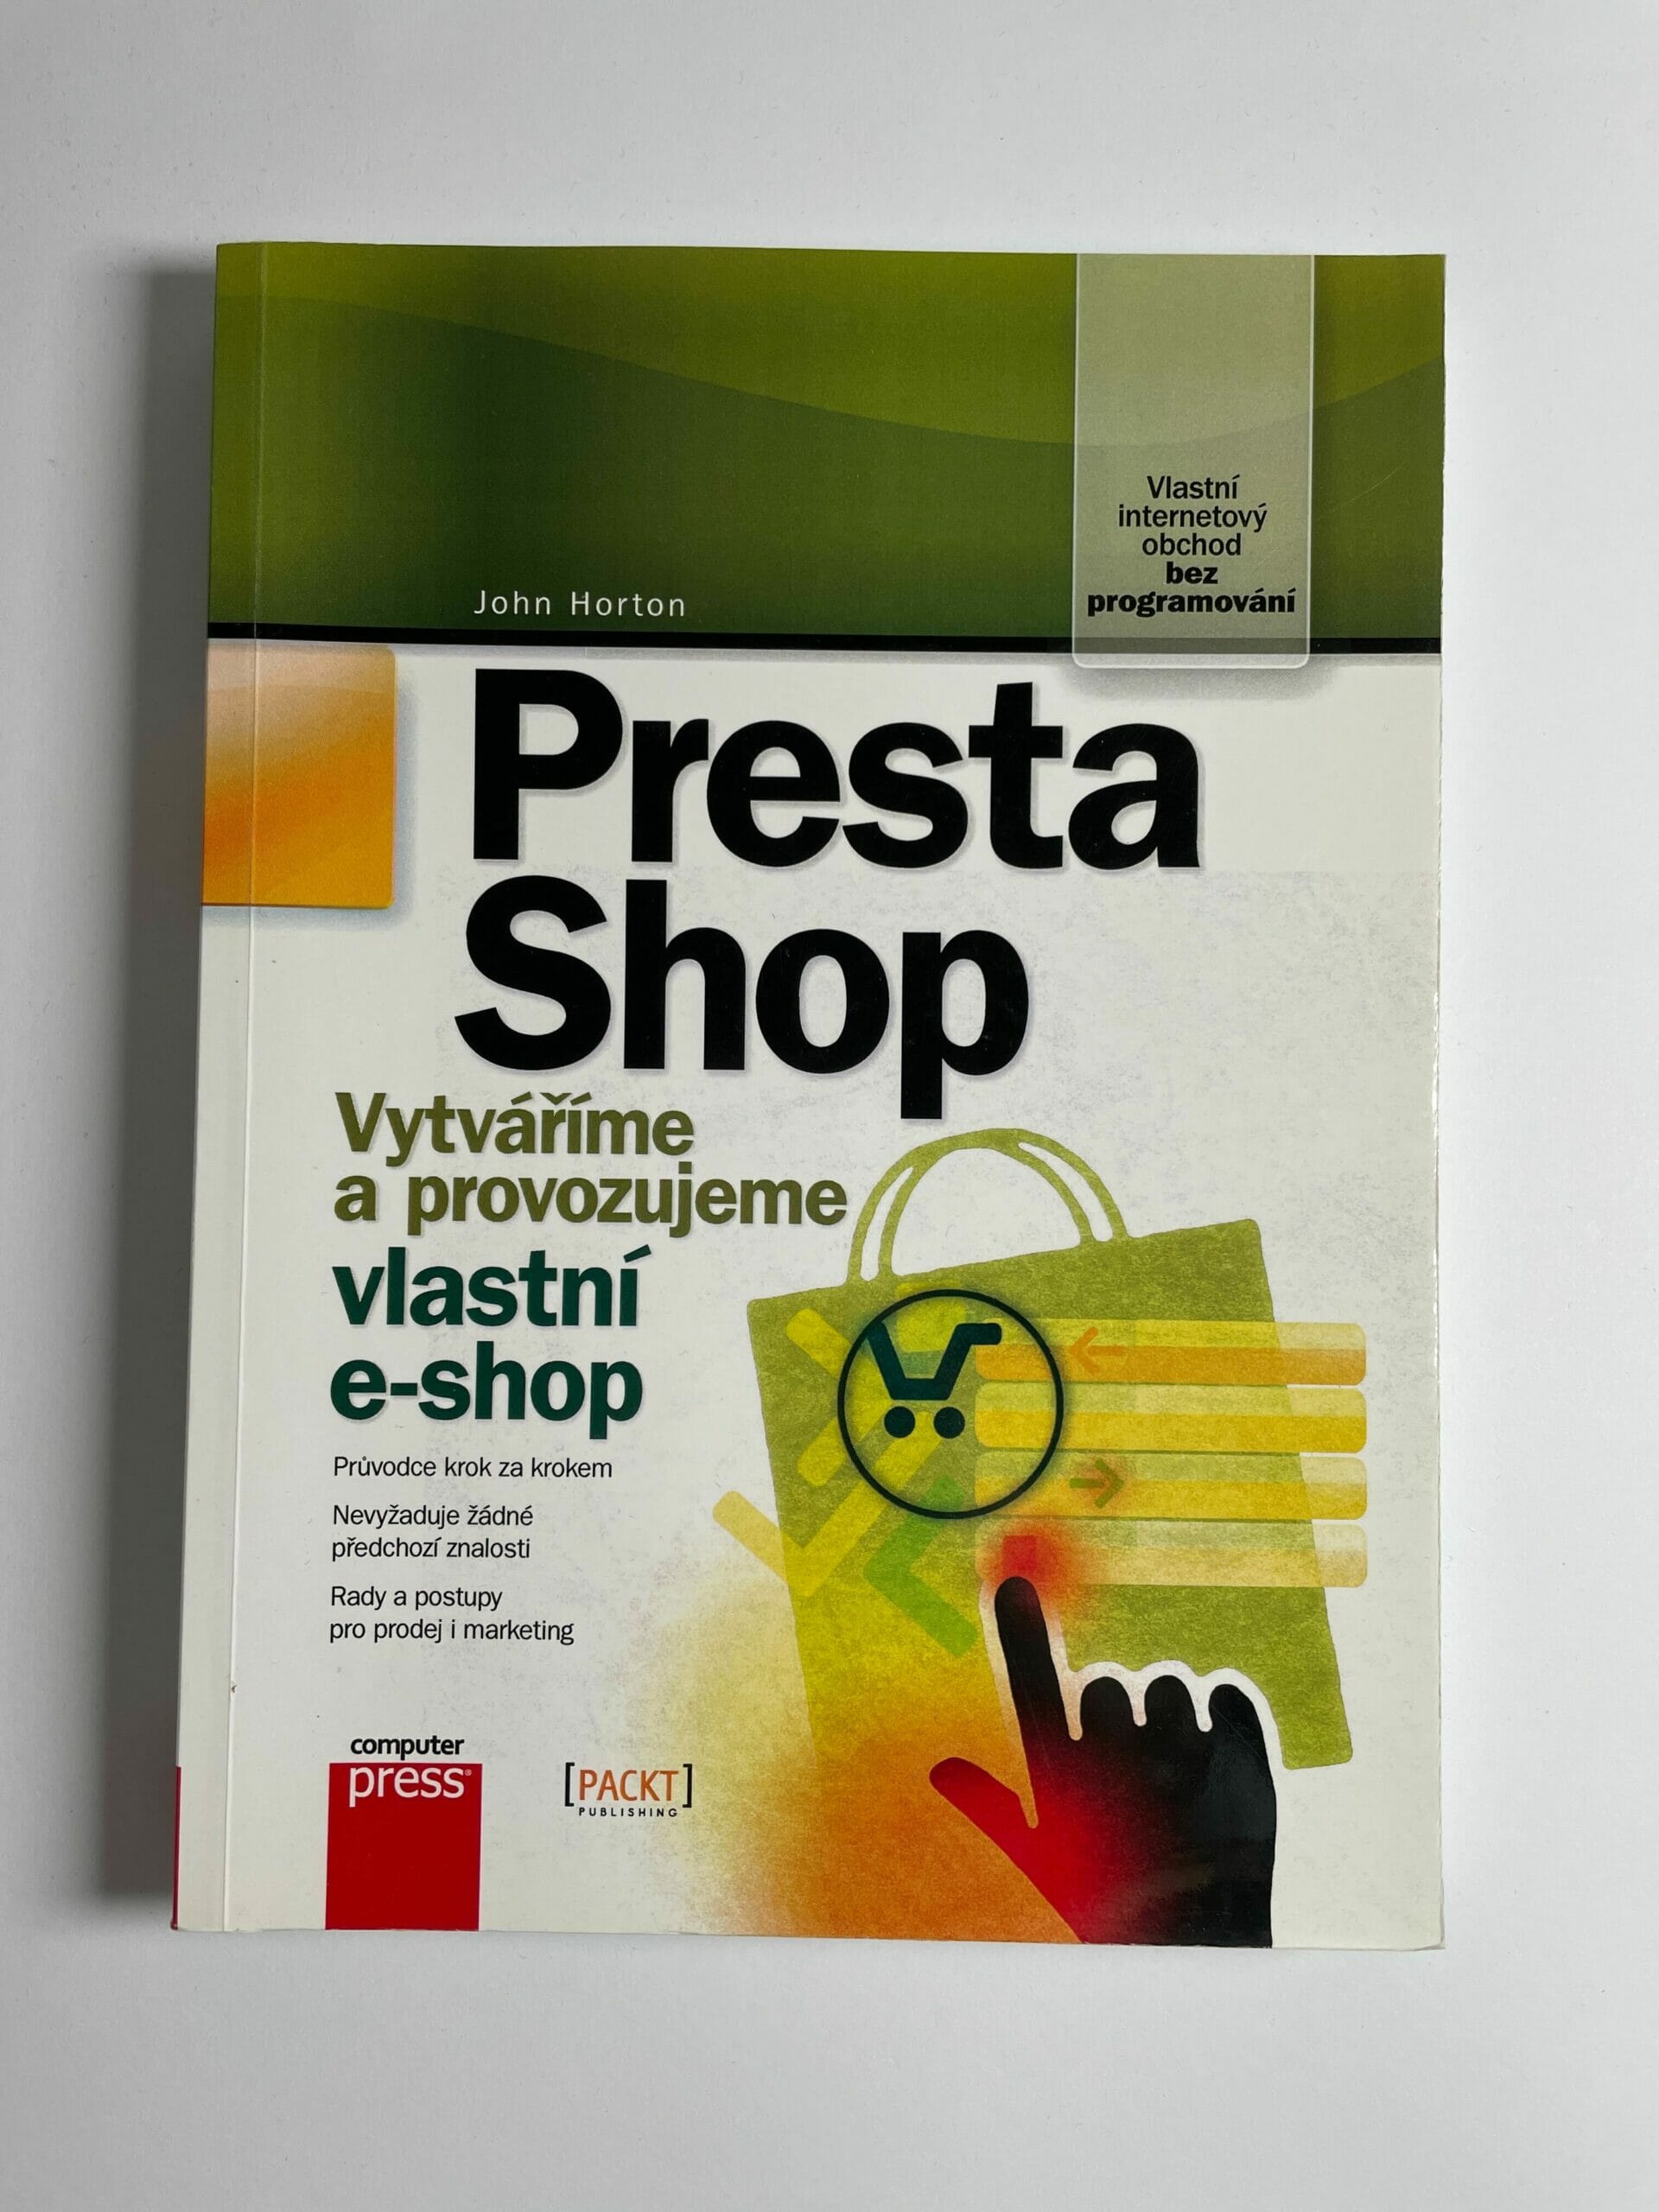 Vlastní
internetový
obchod
bez
programování
John Horton
Presta
Shop
Vytváříme
a provozujeme
vlastní
e-shop
Průvodce krok za krokem
Nevyžaduje žádné
předchozí znalosti
Rady a postupy
pro prodej i marketing
computer
press®
[PACKT]
PUBLISHING